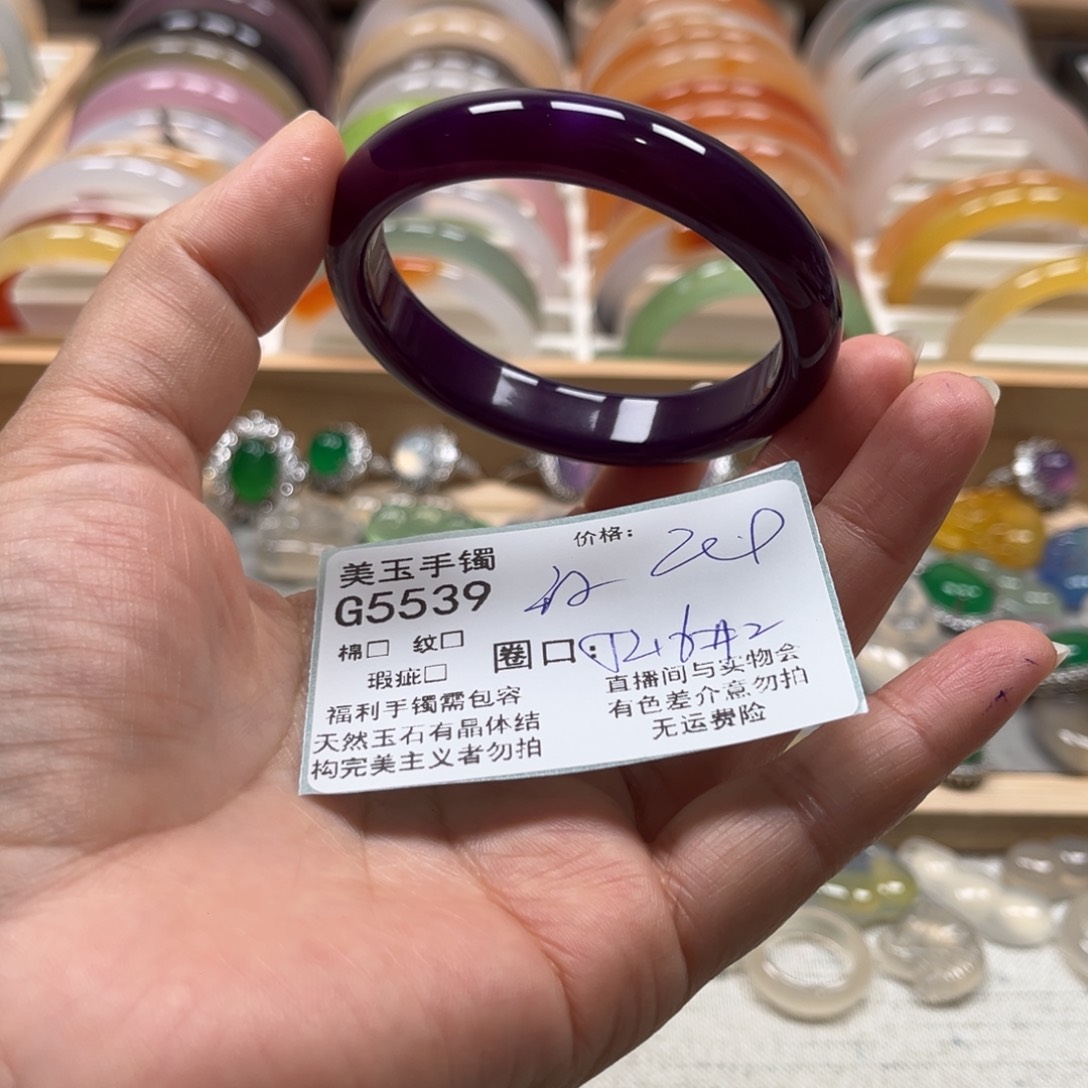 价格:
美玉手镯
G5539
棉□ 纹□
圈口:
瑕疵□
福利手镯需包容
天然玉石有晶体结
构完美主义者勿拍
直播间与实物会
有色差介意勿拍
无运费险